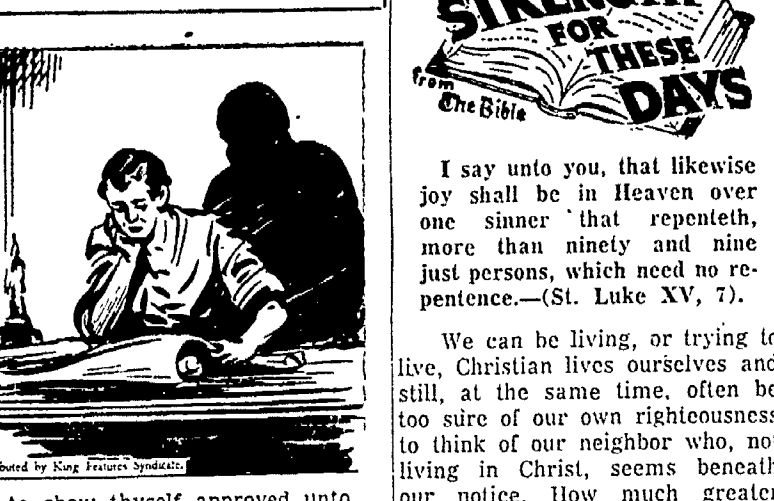 buted by King Features Syndicate.
show thyself approved unto
STRENGTH
FOR
THESE
DAYS
from
The Bible
I say unto you, that likewise
joy shall be in Heaven over
one sinner that repenteth,
more than ninety and nine
just persons, which need no re-
pentence.—(St. Luke XV, 7).
We can be living, or trying to
live, Christian lives ourselves and
still, at the same time, often be
too sure of our own righteousness
to think of our neighbor who, not
living in Christ, seems beneath
our notice. How much greater